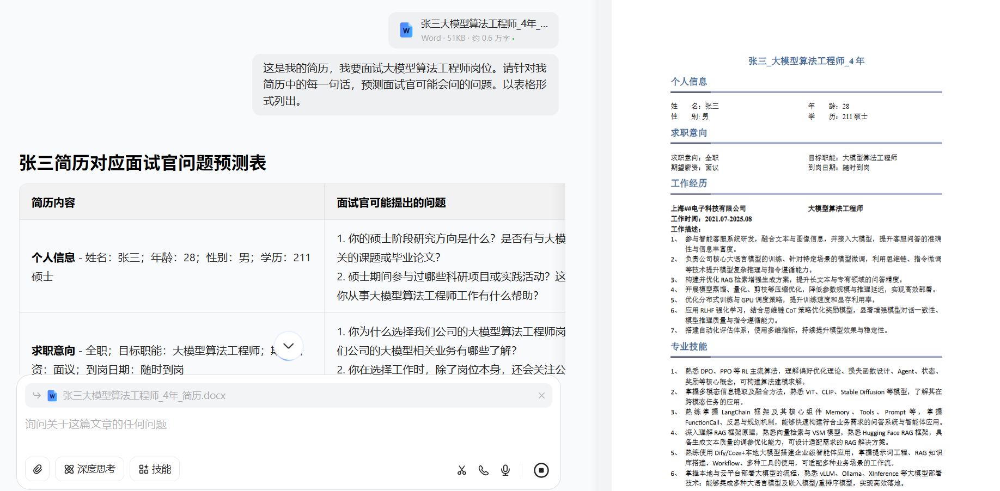 张三大模型算法工程师_4年_...
Word · 51KB · 约 0.6 万字
这是我的简历，我要面试大模型算法工程师岗位。请针对我
简历中的每一句话，预测面试官可能会问的问题。以表格形
式列出。
张三简历对应面试官问题预测表
简历内容
面试官可能提出的问题
个人信息 - 姓名：张三；年龄：28；性别：男；学历：211
硕士
1. 你的硕士阶段研究方向是什么？是否有与大模
关的课题或毕业论文？
2. 硕士期间参与过哪些科研项目或实践活动？这
你从事大模型算法工程师工作有什么帮助？
求职意向 - 全职；目标职能：大模型算法工程师；
资：面议；到岗日期：随时到岗
1. 你为什么选择我们公司的大模型算法工程师岗
们公司的大模型相关业务有哪些了解？
2. 你在选择工作时，除了岗位本身，还会关注公
张三大模型算法工程师_4年_简历.docx
询问关于这篇文章的任何问题
深度思考
技能
张三_大模型算法工程师_4 年
个人信息
姓 名：张三 年 龄：28
性 别: 男 学 历：211 硕士
求职意向
求职意向：全职 目标职能：大模型算法工程师
期望薪资：面议 到岗日期：随时到岗
工作经历
上海##电子科技有限公司 大模型算法工程师
工作时间：2021.07-2025.08
工作描述：
1、 参与智能客服系统研发，融合文本与图像信息，并接入大模型，提升客服问答的准确
性与信息丰富度。
2、 负责公司核心大语言模型的训练、针对特定场景的模型微调，利用思维链、指令微调
等技术提升模型复杂推理与指令遵循能力。
3、 构建并优化 RAG 检索增强生成方案，提升长文本与专有领域的问答精度。
4、 开展模型蒸馏、量化、剪枝等压缩优化，降低参数规模与推理延迟，实现高效部署。
5、 优化分布式训练与 GPU 调度策略，提升训练速度和显存利用率。
6、 应用 RLHF 强化学习，结合思维链 CoT 策略优化奖励模型，显著增强模型对话一致性、
模型推理质量与指令遵循能力。
7、 搭建自动化评估体系，使用多维指标，持续提升模型效果与稳定性。
专业技能
1、 熟悉 DPO、PPO 等 RL 主流算法，理解偏好优化理论、损失函数设计、Agent、状态、
奖励等核心概念，可构建算法建模求解。
2、 掌握多模态信息提取及融合方法，熟悉 ViT、CLIP、Stable Diffusion 等模型，了解其在
跨模态任务的应用。
3、 熟练掌握 LangChain 框架及其核心组件 Memory、Tools、Prompt 等，掌握
FunctionCall、反思与规划机制，能够快速构建符合业务需求的问答系统与智能体应用。
4、 深入理解 RAG 框架原理，熟悉向量检索与 VSM 模型，熟悉 Hugging Face RAG 框架，具
备生成文本质量的调参优化能力，可设计适配需求的 RAG 解决方案。
5、 熟练使用 Dify/Coze+本地大模型搭建企业级智能体应用，掌握提示词工程、RAG 知识
库搭建、Workflow、多种工具的使用，可适配多种业务场景的工作流。
6、 掌握本地与云平台部署大模型的流程，熟悉 vLLM、Ollama、XInference 等大模型部署
技术；能够集成多种大语言模型及嵌入模型/重排序模型，实现高效落地。